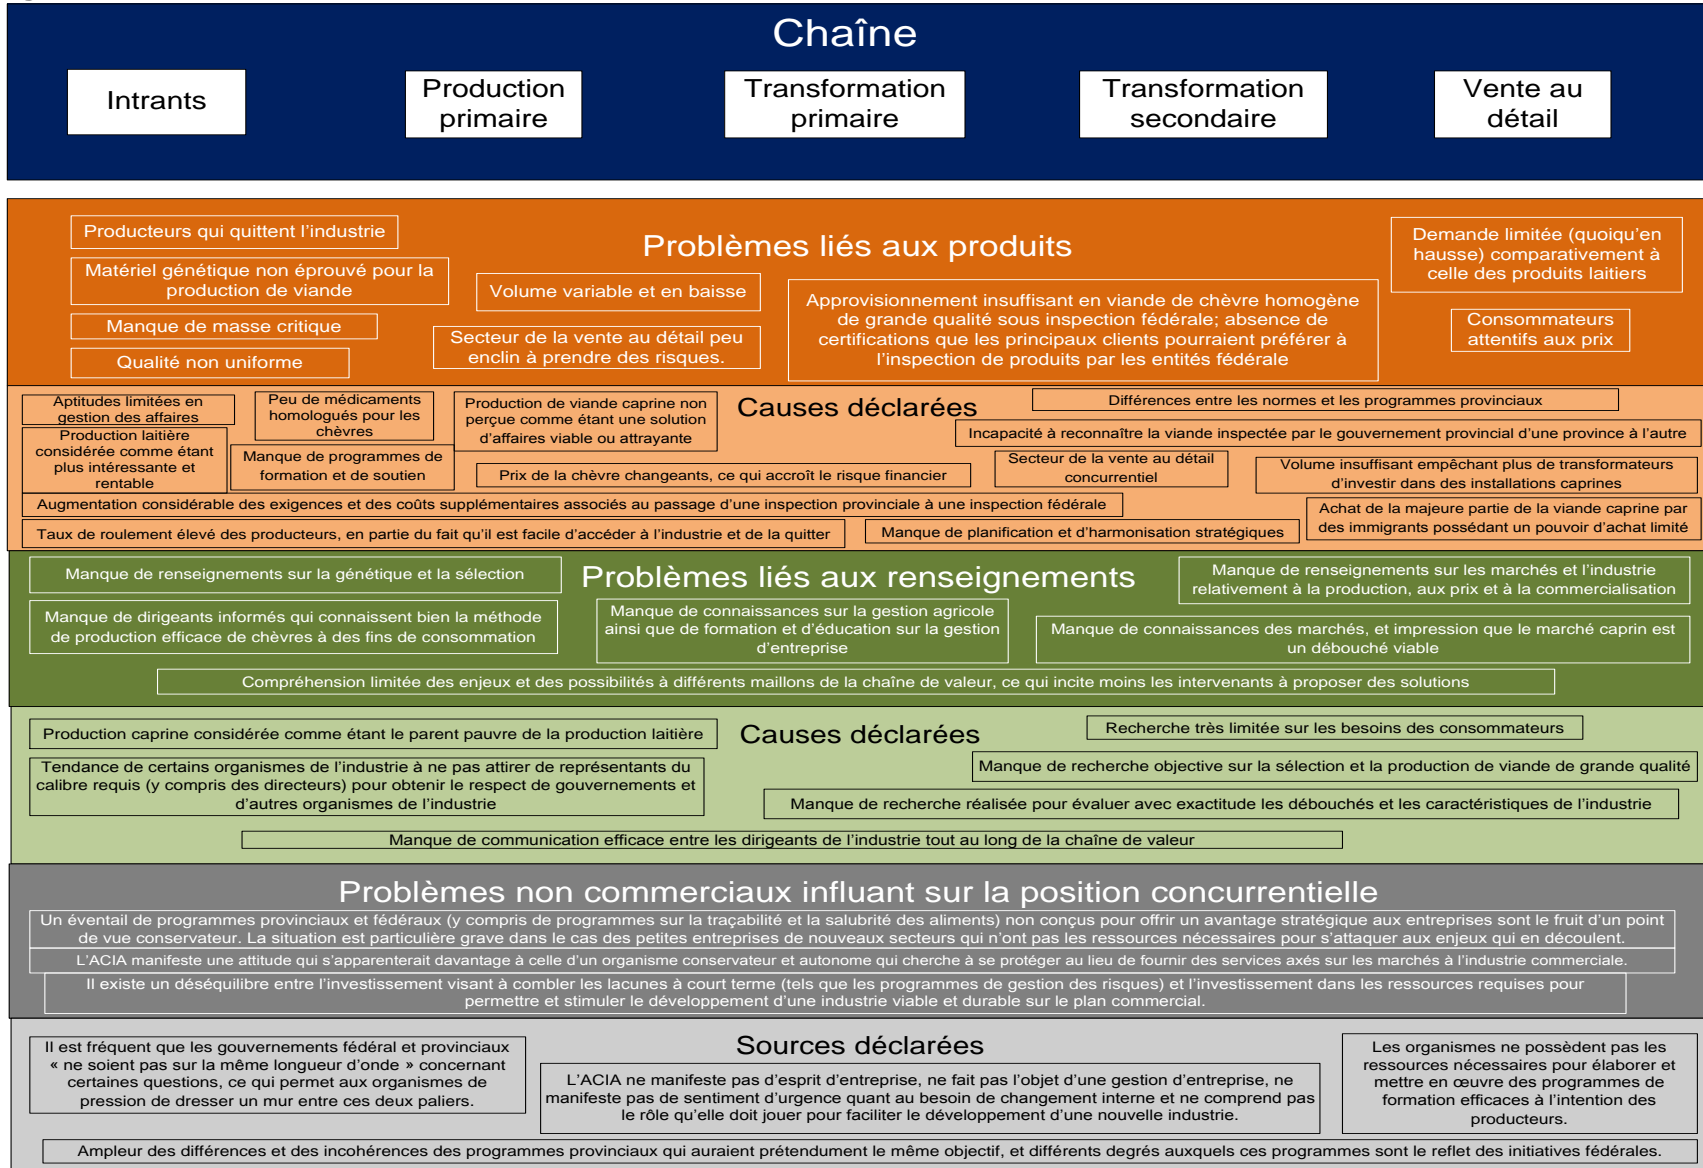 Chaîne
Intrants
Production
primaire
Transformation
primaire
Transformation
secondaire
Vente au
détail
Problèmes liés aux produits
Producteurs qui quittent l’industrie
Matériel génétique non éprouvé pour la
production de viande
Manque de masse critique
Qualité non uniforme
Volume variable et en baisse
Secteur de la vente au détail peu
enclin à prendre des risques.
Approvisionnement insuffisant en viande de chèvre homogène
de grande qualité sous inspection fédérale; absence de
certifications que les principaux clients pourraient préférer à
l’inspection de produits par les entités fédérale
Demande limitée (quoiqu’en
hausse) comparativement à
celle des produits laitiers
Consommateurs
attentifs aux prix
Causes déclarées
Aptitudes limitées en
gestion des affaires
Production laitière
considérée comme étant
plus intéressante et
rentable
Peu de médicaments
homologués pour les
chèvres
Manque de programmes de
formation et de soutien
Production de viande caprine non
perçue comme étant une solution
d’affaires viable ou attrayante
Prix de la chèvre changeants, ce qui accroît le risque financier
Différences entre les normes et les programmes provinciaux
Incapacité à reconnaître la viande inspectée par le gouvernement provincial d’une province à l’autre
Secteur de la vente au détail
concurrentiel
Volume insuffisant empêchant plus de transformateurs
d’investir dans des installations caprines
Augmentation considérable des exigences et des coûts supplémentaires associés au passage d’une inspection provinciale à une inspection fédérale
Achat de la majeure partie de la viande caprine par
des immigrants possédant un pouvoir d’achat limité
Taux de roulement élevé des producteurs, en partie du fait qu’il est facile d’accéder à l’industrie et de la quitter
Manque de planification et d’harmonisation stratégiques
Problèmes liés aux renseignements
Manque de renseignements sur la génétique et la sélection
Manque de dirigeants informés qui connaissent bien la méthode
de production efficace de chèvres à des fins de consommation
Manque de connaissances sur la gestion agricole
ainsi que de formation et d’éducation sur la gestion
d’entreprise
Manque de renseignements sur les marchés et l’industrie
relativement à la production, aux prix et à la commercialisation
Manque de connaissances des marchés, et impression que le marché caprin est
un débouché viable
Compréhension limitée des enjeux et des possibilités à différents maillons de la chaîne de valeur, ce qui incite moins les intervenants à proposer des solutions
Causes déclarées
Production caprine considérée comme étant le parent pauvre de la production laitière
Tendance de certains organismes de l’industrie à ne pas attirer de représentants du
calibre requis (y compris des directeurs) pour obtenir le respect de gouvernements et
d’autres organismes de l’industrie
Recherche très limitée sur les besoins des consommateurs
Manque de recherche objective sur la sélection et la production de viande de grande qualité
Manque de recherche réalisée pour évaluer avec exactitude les débouchés et les caractéristiques de l’industrie
Manque de communication efficace entre les dirigeants de l’industrie tout au long de la chaîne de valeur
Problèmes non commerciaux influant sur la position concurrentielle
Un éventail de programmes provinciaux et fédéraux (y compris de programmes sur la traçabilité et la salubrité des aliments) non conçus pour offrir un avantage stratégique aux entreprises sont le fruit d’un point
de vue conservateur. La situation est particulière grave dans le cas des petites entreprises de nouveaux secteurs qui n’ont pas les ressources nécessaires pour s’attaquer aux enjeux qui en découlent.
L’ACIA manifeste une attitude qui s’apparenterait davantage à celle d’un organisme conservateur et autonome qui cherche à se protéger au lieu de fournir des services axés sur les marchés à l’industrie commerciale.
Il existe un déséquilibre entre l’investissement visant à combler les lacunes à court terme (tels que les programmes de gestion des risques) et l’investissement dans les ressources requises pour
permettre et stimuler le développement d’une industrie viable et durable sur le plan commercial.
Sources déclarées
Il est fréquent que les gouvernements fédéral et provinciaux
« ne soient pas sur la même longueur d’onde » concernant
certaines questions, ce qui permet aux organismes de
pression de dresser un mur entre ces deux paliers.
L’ACIA ne manifeste pas d’esprit d’entreprise, ne fait pas l’objet d’une gestion d’entreprise, ne
manifeste pas de sentiment d’urgence quant au besoin de changement interne et ne comprend pas
le rôle qu’elle doit jouer pour faciliter le développement d’une nouvelle industrie.
Les organismes ne possèdent pas les
ressources nécessaires pour élaborer et
mettre en œuvre des programmes de
formation efficaces à l’intention des
producteurs.
Ampleur des différences et des incohérences des programmes provinciaux qui auraient prétendument le même objectif, et différents degrés auxquels ces programmes sont le reflet des initiatives fédérales.